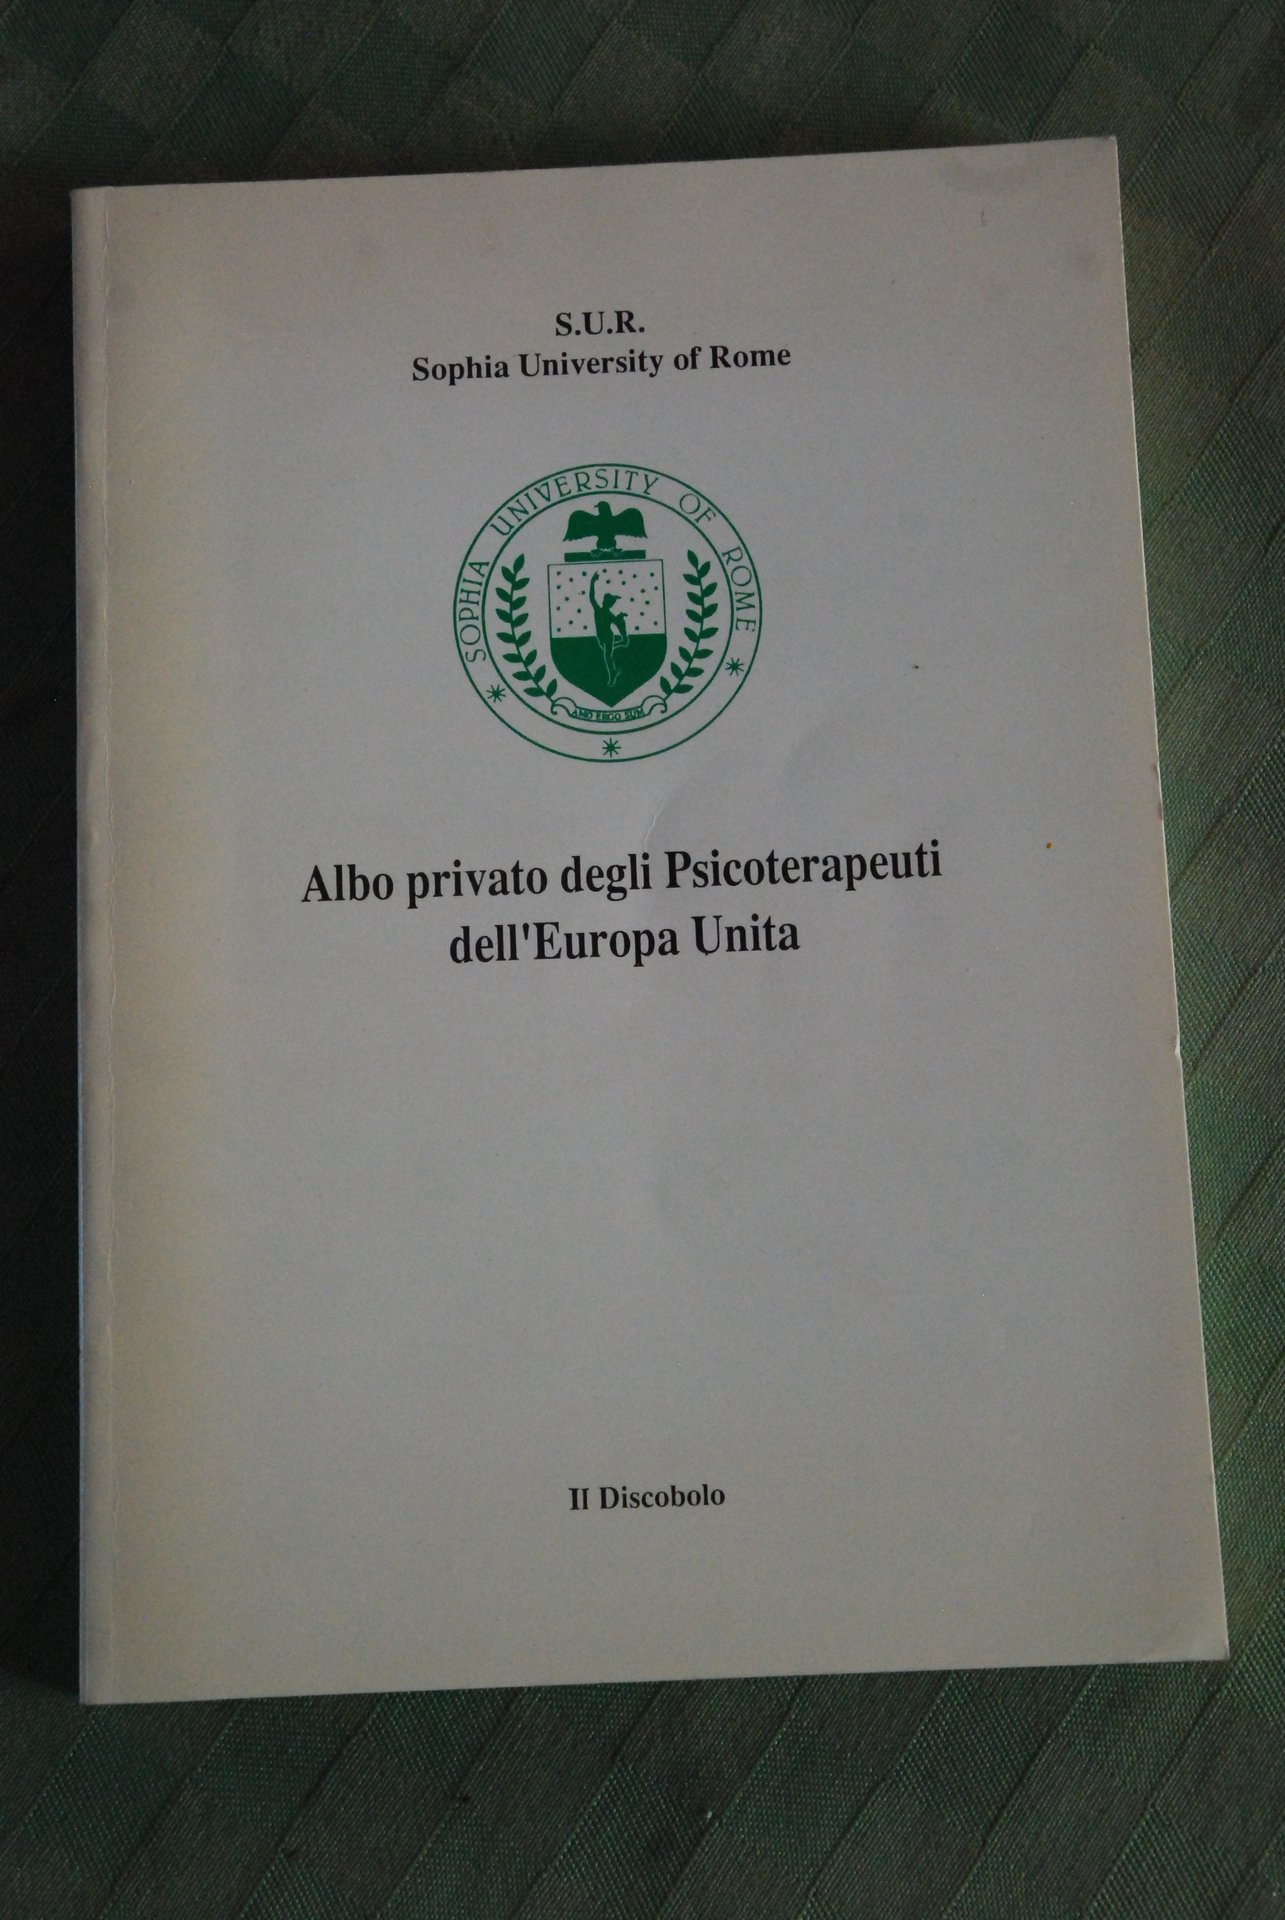 S.U.R.
Sophia University of Rome
SOPHIA UNIVERSITY OF ROME
AMO ERGO SUM
Albo privato degli Psicoterapeuti
dell'Europa Unita
Il Discobolo